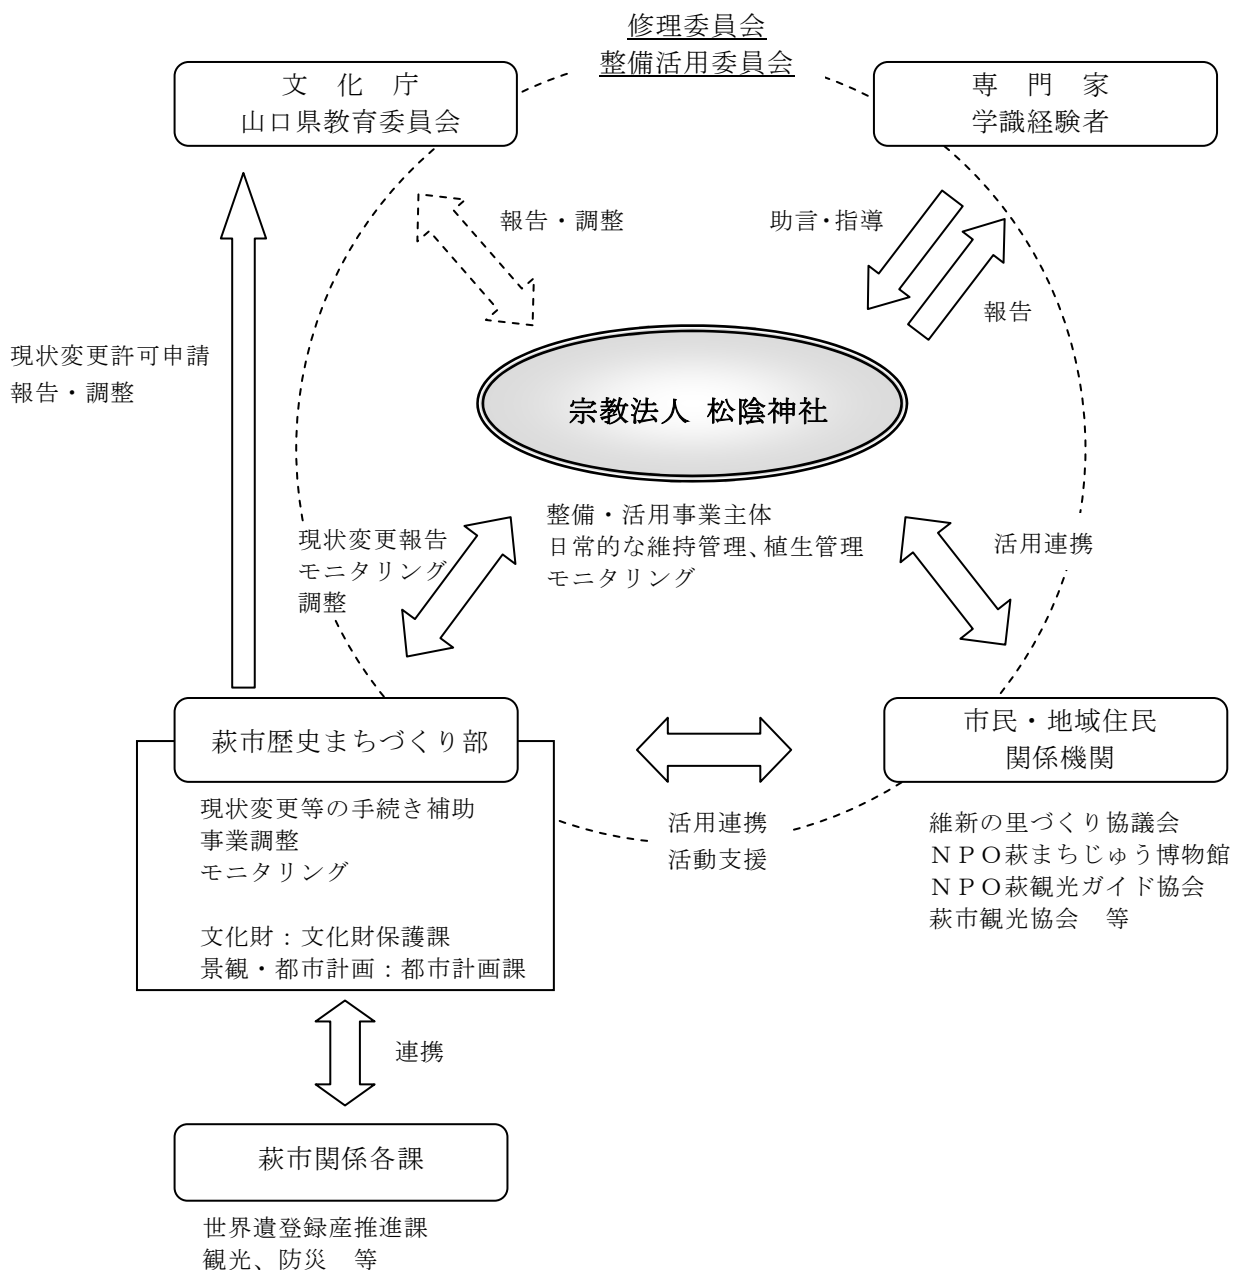 修理委員会
整備活用委員会
文　化　庁
山口県教育委員会
専　門　家
学識経験者
報告・調整
助言・指導
報告
現状変更許可申請
報告・調整
宗教法人 松陰神社
整備・活用事業主体
日常的な維持管理、植生管理
モニタリング
現状変更報告
モニタリング
調整
活用連携
萩市歴史まちづくり部
現状変更等の手続き補助
事業調整
モニタリング
文化財：文化財保護課
景観・都市計画：都市計画課
活用連携
活動支援
市民・地域住民
関係機関
維新の里づくり協議会
ＮＰＯ萩まちじゅう博物館
ＮＰＯ萩観光ガイド協会
萩市観光協会　等
連携
萩市関係各課
世界遺登録産推進課
観光、防災　等